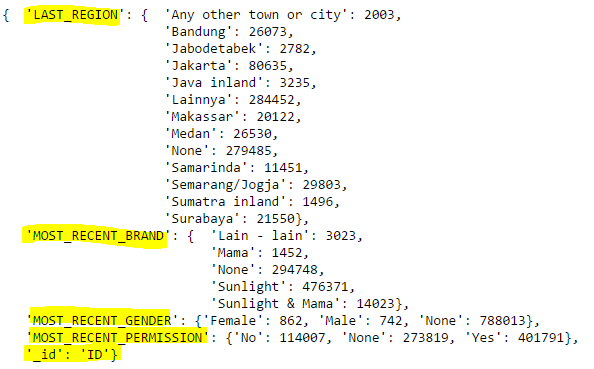 { 'LAST_REGION': { 'Any other town or city': 2003,
'Bandung': 26073,
'Jabodetabek': 2782,
'Jakarta': 80635,
'Java inland': 3235,
'Lainnya': 284452,
'Makassar': 20122,
'Medan': 26530,
'None': 279485,
'Samarinda': 11451,
'Semarang/Jogja': 29803,
'Sumatra inland': 1496,
'Surabaya': 21550},
'MOST_RECENT_BRAND': { 'Lain - lain': 3023,
'Mama': 1452,
'None': 294748,
'Sunlight': 476371,
'Sunlight & Mama': 14023},
'MOST_RECENT_GENDER': {'Female': 862, 'Male': 742, 'None': 788013},
'MOST_RECENT_PERMISSION': {'No': 114007, 'None': 273819, 'Yes': 401791},
'_id': 'ID'}